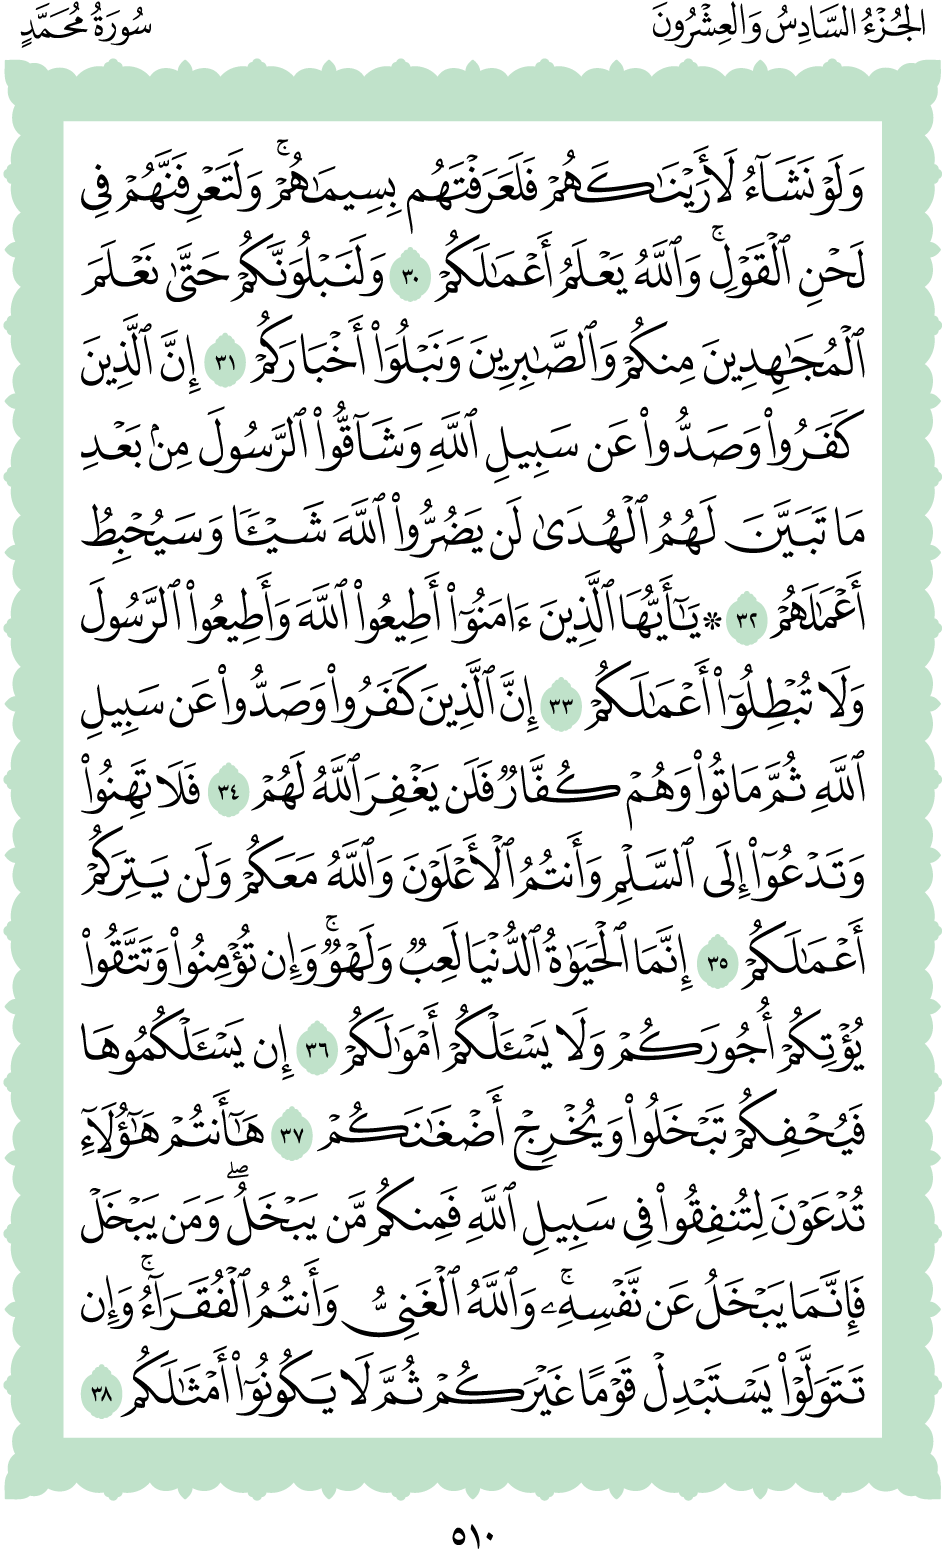 الجُزْءُ السَّادِسُ وَالْعِشْرُونَ
سُورَةُ مُحَمَّدٍ
وَلَوْ نَشَآءُ لَأَرَيْنَٰكَهُمْ فَلَعَرَفْتَهُم بِسِيمَٰهُمْۚ وَلَتَعْرِفَنَّهُمْ فِى
لَحْنِ ٱلْقَوْلِۚ وَٱللَّهُ يَعْلَمُ أَعْمَٰلَكُمْ ٣٠ وَلَنَبْلُوَنَّكُمْ حَتَّىٰ نَعْلَمَ
ٱلْمُجَٰهِدِينَ مِنكُمْ وَٱلصَّٰبِرِينَ وَنَبْلُوَا۟ أَخْبَارَكُمْ ٣١ إِنَّ ٱلَّذِينَ
كَفَرُوا۟ وَصَدُّوا۟ عَن سَبِيلِ ٱللَّهِ وَشَآقُّوا۟ ٱلرَّسُولَ مِنۢ بَعْدِ
مَا تَبَيَّنَ لَهُمُ ٱلْهُدَىٰ لَن يَضُرُّوا۟ ٱللَّهَ شَيْـًٔا وَسَيُحْبِطُ
أَعْمَٰلَهُمْ ٣٢ ۞ يَٰٓأَيُّهَا ٱلَّذِينَ ءَامَنُوٓا۟ أَطِيعُوا۟ ٱللَّهَ وَأَطِيعُوا۟ ٱلرَّسُولَ
وَلَا تُبْطِلُوٓا۟ أَعْمَٰلَكُمْ ٣٣ إِنَّ ٱلَّذِينَ كَفَرُوا۟ وَصَدُّوا۟ عَن سَبِيلِ
ٱللَّهِ ثُمَّ مَاتُوا۟ وَهُمْ كُفَّارٌ فَلَن يَغْفِرَ ٱللَّهُ لَهُمْ ٣٤ فَلَا تَهِنُوا۟
وَتَدْعُوٓا۟ إِلَى ٱلسَّلْمِ وَأَنتُمُ ٱلْأَعْلَوْنَ وَٱللَّهُ مَعَكُمْ وَلَن يَتِرَكُمْ
أَعْمَٰلَكُمْ ٣٥ إِنَّمَا ٱلْحَيَوٰةُ ٱلدُّنْيَا لَعِبٌ وَلَهْوٌۚ وَإِن تُؤْمِنُوا۟ وَتَتَّقُوا۟
يُؤْتِكُمْ أُجُورَكُمْ وَلَا يَسْـَٔلْكُمْ أَمْوَٰلَكُمْ ٣٦ إِن يَسْـَٔلْكُمُوهَا
فَيُحْفِكُمْ تَبْخَلُوا۟ وَيُخْرِجْ أَضْغَٰنَكُمْ ٣٧ هَٰٓأَنتُمْ هَٰٓؤُلَآءِ
تُدْعَوْنَ لِتُنفِقُوا۟ فِى سَبِيلِ ٱللَّهِ فَمِنكُم مَّن يَبْخَلُۖ وَمَن يَبْخَلْ
فَإِنَّمَا يَبْخَلُ عَن نَّفْسِهِۦۚ وَٱللَّهُ ٱلْغَنِىُّ وَأَنتُمُ ٱلْفُقَرَآءُۚ وَإِن
تَتَوَلَّوْا۟ يَسْتَبْدِلْ قَوْمًا غَيْرَكُمْ ثُمَّ لَا يَكُونُوٓا۟ أَمْثَٰلَكُم ٣٨
٥١٠